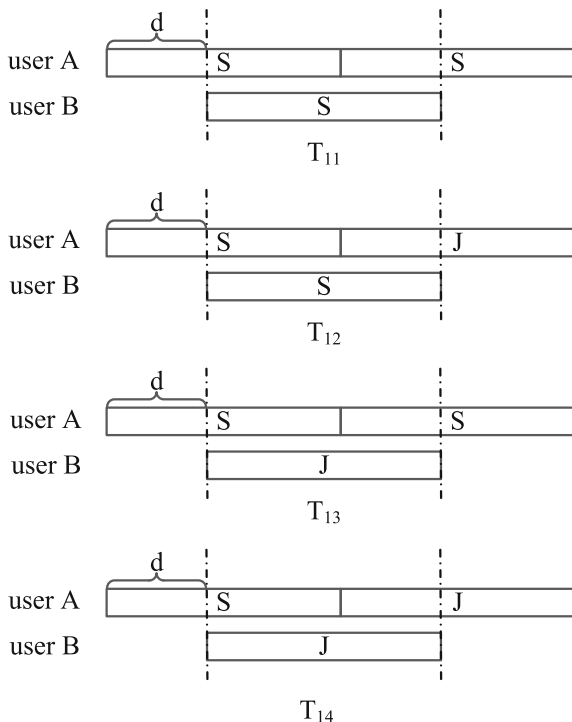 d
user A S S
user B S
T11
d
user A S J
user B S
T12
d
user A S S
user B J
T13
d
user A S J
user B J
T14